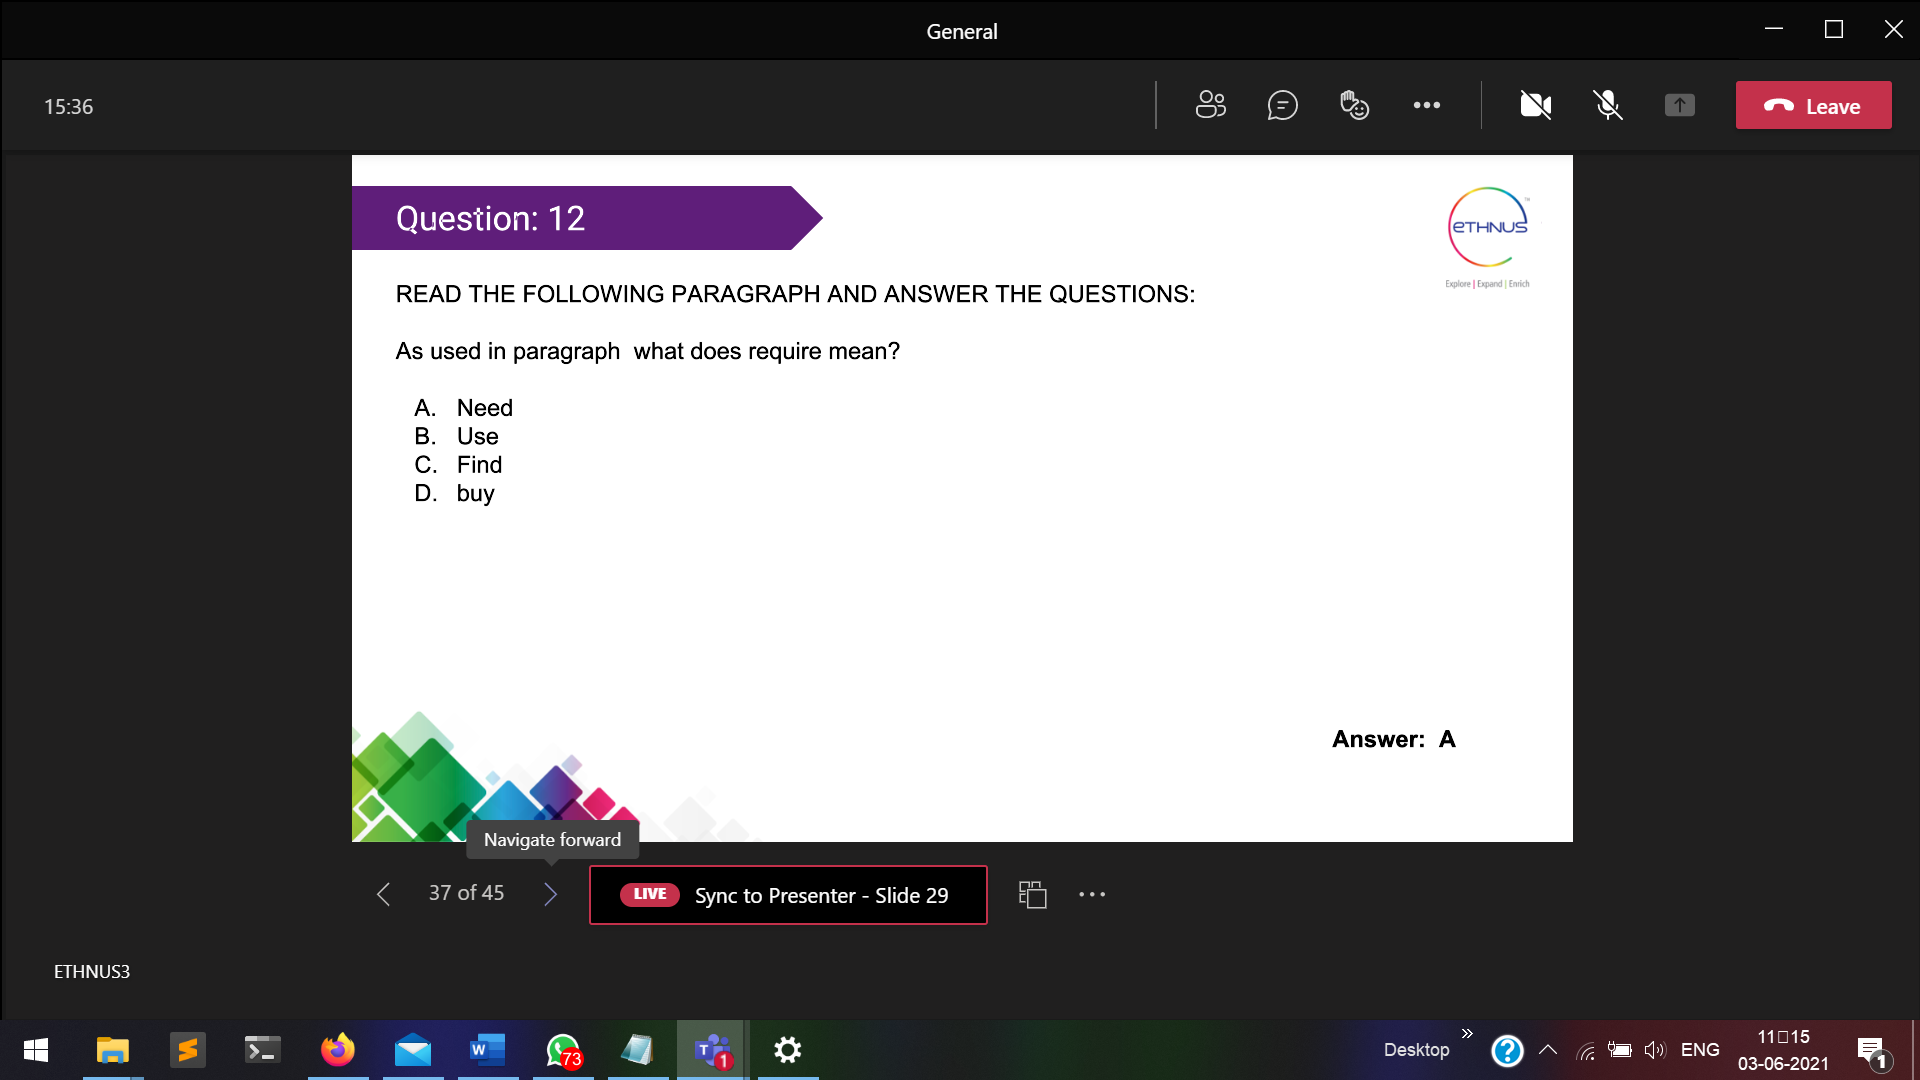 General
15:36
Leave
Question: 12
eTHNUS
TM
Explore | Expand | Enrich
READ THE FOLLOWING PARAGRAPH AND ANSWER THE QUESTIONS:
As used in paragraph  what does require mean?
A. Need
B. Use
C. Find
D. buy
Answer: A
Navigate forward
37 of 45
LIVE Sync to Presenter - Slide 29
ETHNUS3
73
1
Desktop
ENG
11□15
03-06-2021
1